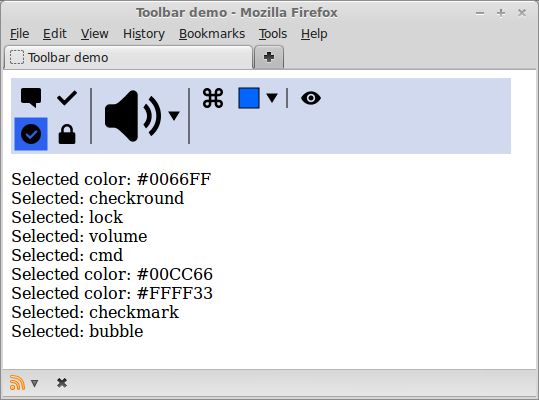 Toolbar demo - Mozilla Firefox
File Edit View History Bookmarks Tools Help
Toolbar demo
Selected color: #0066FF
Selected: checkround
Selected: lock
Selected: volume
Selected: cmd
Selected color: #00CC66
Selected color: #FFFF33
Selected: checkmark
Selected: bubble